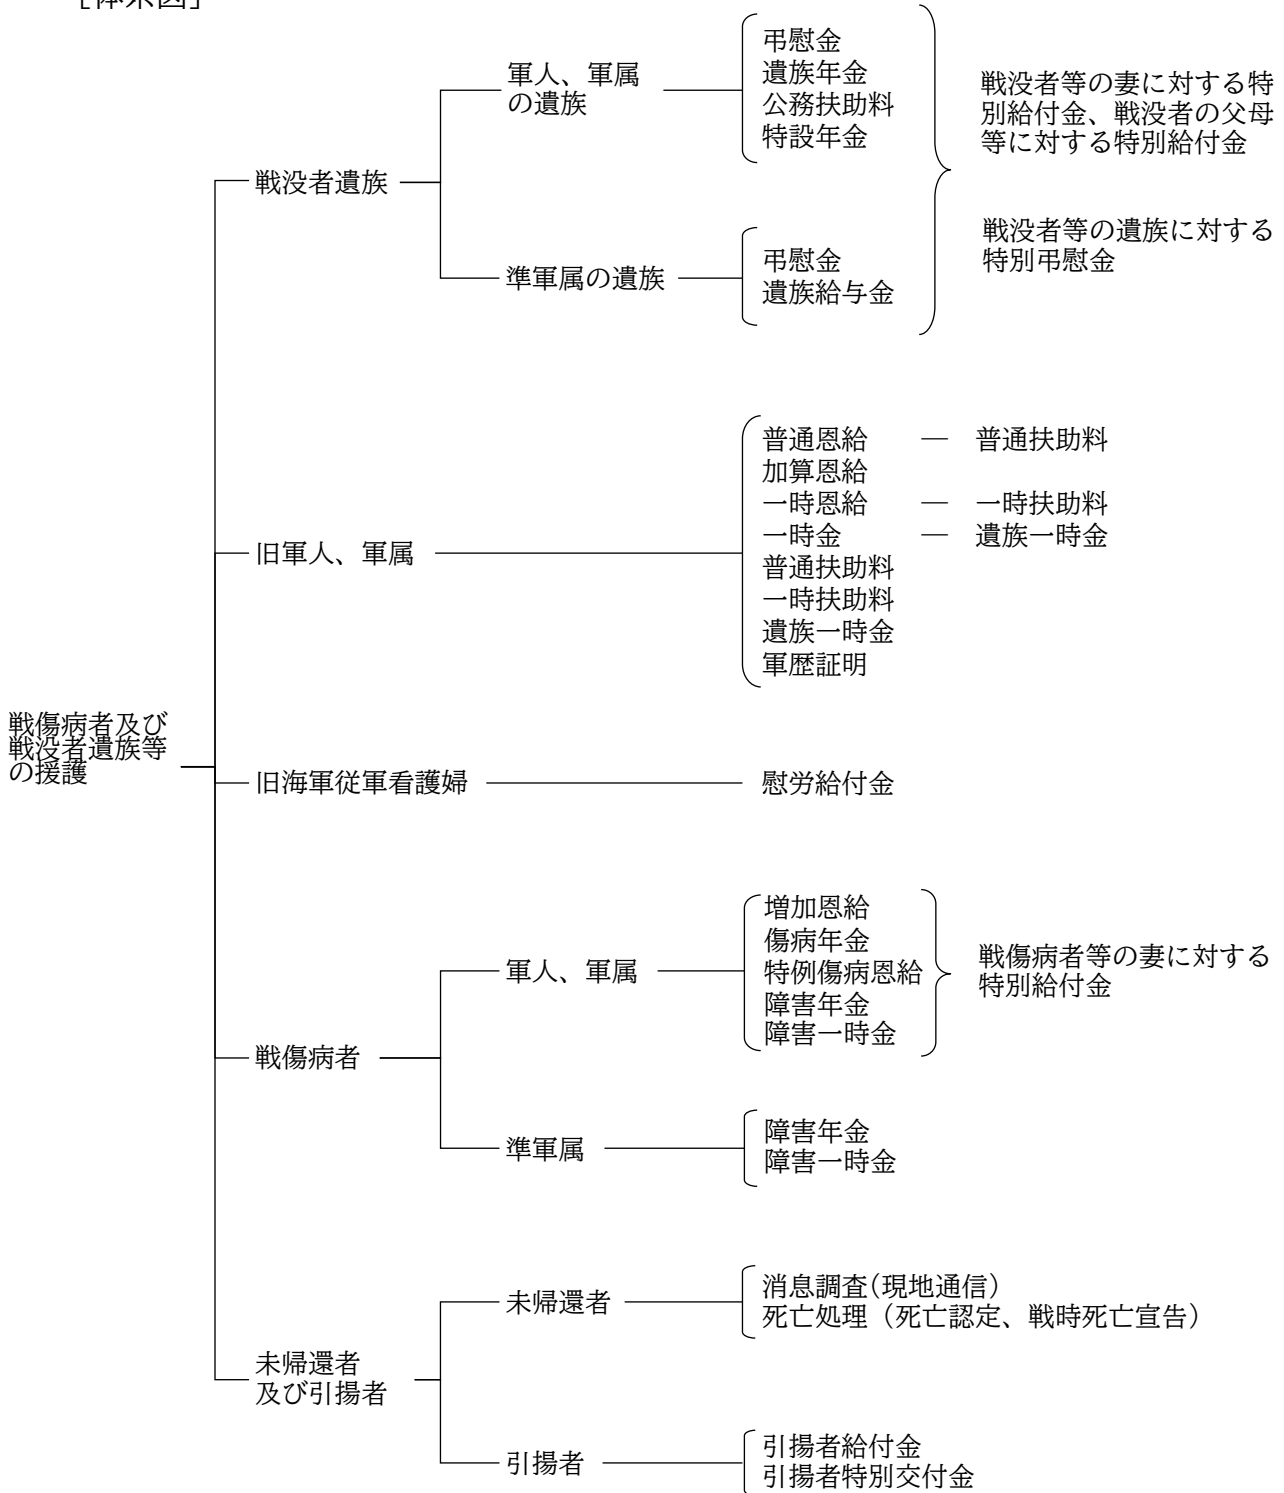 ［体系図］
戦傷病者及び
戦没者遺族等
の援護
戦没者遺族
軍人、軍属
の遺族
弔慰金
遺族年金
公務扶助料
特設年金
準軍属の遺族
弔慰金
遺族給与金
戦没者等の妻に対する特
別給付金、戦没者の父母
等に対する特別給付金
戦没者等の遺族に対する
特別弔慰金
旧軍人、軍属
普通恩給 ― 普通扶助料
加算恩給
一時恩給 ― 一時扶助料
一時金 ― 遺族一時金
普通扶助料
一時扶助料
遺族一時金
軍歴証明
旧海軍従軍看護婦
慰労給付金
戦傷病者
軍人、軍属
増加恩給
傷病年金
特例傷病恩給
障害年金
障害一時金
戦傷病者等の妻に対する
特別給付金
準軍属
障害年金
障害一時金
未帰還者
及び引揚者
未帰還者
消息調査（現地通信）
死亡処理（死亡認定、戦時死亡宣告）
引揚者
引揚者給付金
引揚者特別交付金